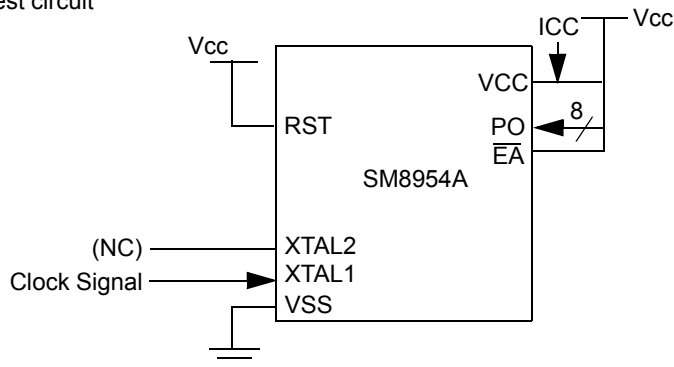 est circuit
Vcc
ICC
Vcc
VCC
8
RST
PO
EA
SM8954A
(NC)
XTAL2
Clock Signal
XTAL1
VSS